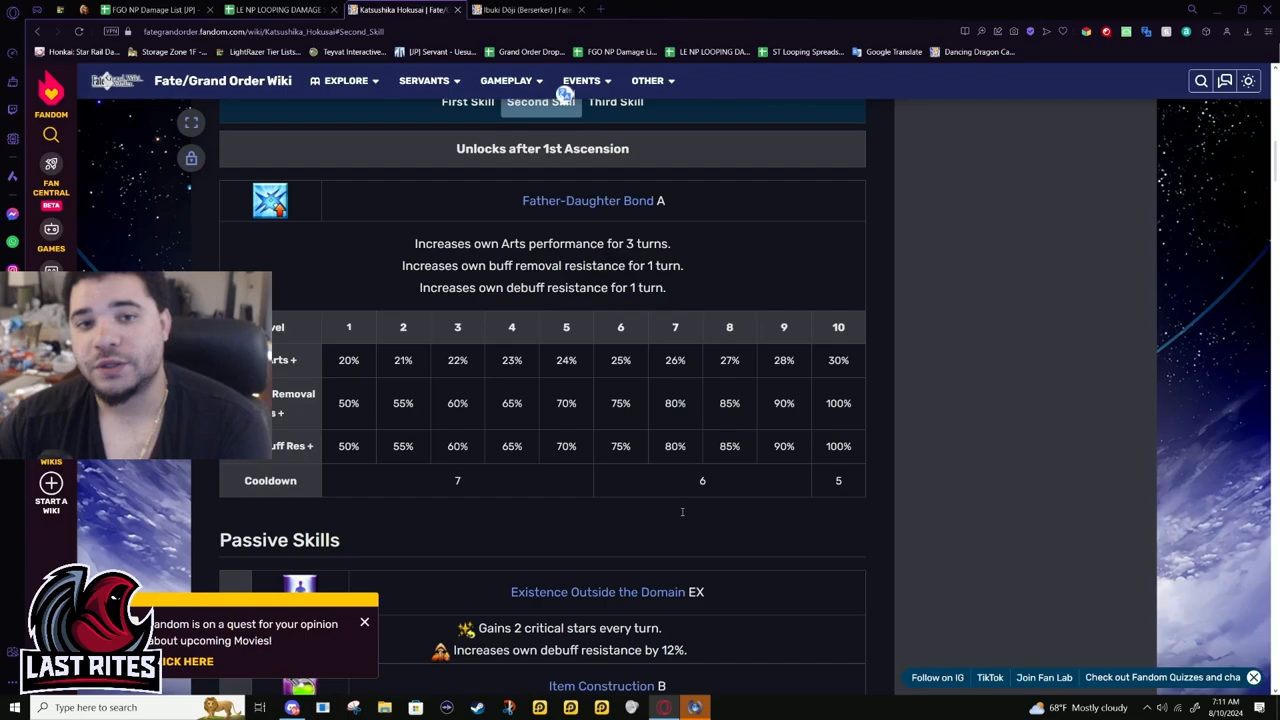 FGO NP Damage List [JP] -
LE NP LOOPING DAMAGE
Katsushika Hokusai | Fate/
Ibuki Dōji (Berserker) | Fate
VPN
fategrandorder.fandom.com/wiki/Katsushika_Hokusai#Second_Skill
Honkai: Star Rail Da...
Storage Zone 1F -...
LightRazer Tier Lists...
Teyvat Interactive...
[JP] Servant - Uesu...
Grand Order Drop...
FGO NP Damage Li...
LE NP LOOPING DA...
ST Looping Spreads...
Google Translate
Dancing Dragon Ca...
FANDOM
Fate/Grand Order Wiki
EXPLORE
SERVANTS
GAMEPLAY
EVENTS
OTHER
First Skill
Second Skill
Third Skill
FAN
CENTRAL
BETA
GAMES
WIKIS
START A
WIKI
Unlocks after 1st Ascension
Father-Daughter Bond A
Increases own Arts performance for 3 turns.
Increases own buff removal resistance for 1 turn.
Increases own debuff resistance for 1 turn.
vel 1 2 3 4 5 6 7 8 9 10
Arts + 20% 21% 22% 23% 24% 25% 26% 27% 28% 30%
Removal
s + 50% 55% 60% 65% 70% 75% 80% 85% 90% 100%
uff Res + 50% 55% 60% 65% 70% 75% 80% 85% 90% 100%
Cooldown 7 6 5
Passive Skills
Existence Outside the Domain EX
Gains 2 critical stars every turn.
Increases own debuff resistance by 12%.
Item Construction B
andom is on a quest for your opinion
about upcoming Movies!
ICK HERE
LAST RITES
Follow on IG
TikTok
Join Fan Lab
Check out Fandom Quizzes and cha
Type here to search
68°F Mostly cloudy
7:11 AM
8/10/2024